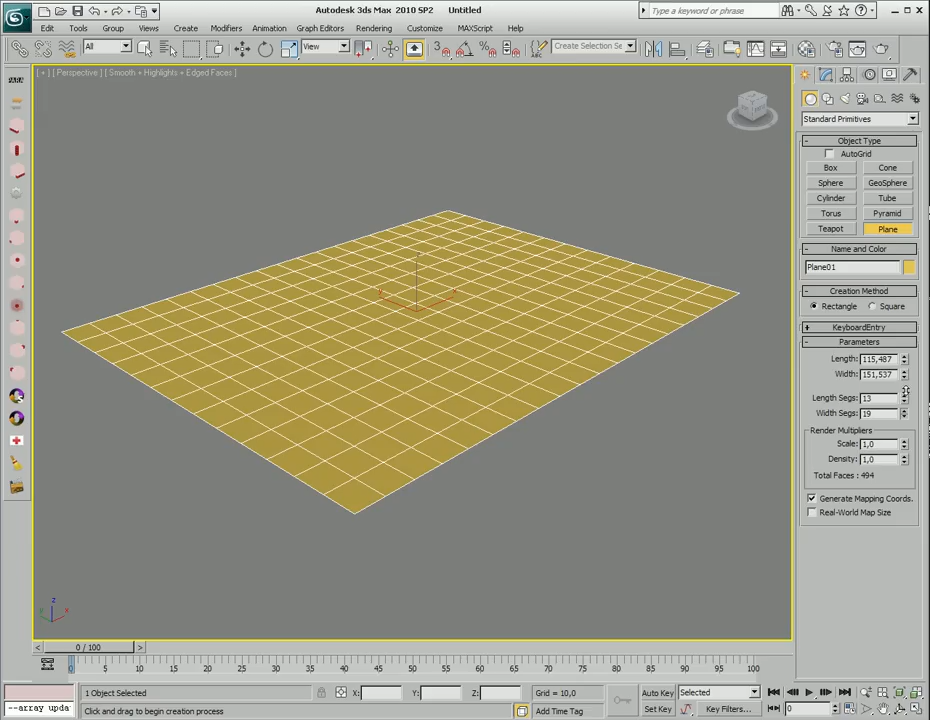 Autodesk 3ds Max 2010 SP2 Untitled
Type a keyword or phrase
Edit Tools Group Views Create Modifiers Animation Graph Editors Rendering Customize MAXScript Help
All View Create Selection Se
[ + ] [ Perspective ] [ Smooth + Highlights + Edged Faces ]
PARA
Standard Primitives
Object Type
AutoGrid
Box Cone
Sphere GeoSphere
Cylinder Tube
Torus Pyramid
Teapot Plane
Name and Color
Plane01
Creation Method
Rectangle Square
KeyboardEntry
Parameters
Length: 115,487
Width: 151,537
Length Segs: 13
Width Segs: 19
Render Multipliers
Scale: 1,0
Density: 1,0
Total Faces : 494
Generate Mapping Coords.
Real-World Map Size
z
x
< 0 / 100 >
0 5 10 15 20 25 30 35 40 45 50 55 60 65 70 75 80 85 90 95 100
1 Object Selected X: Y: Z: Grid = 10,0 Auto Key Selected
--array upda Click and drag to begin creation process Add Time Tag Set Key Key Filters... 0